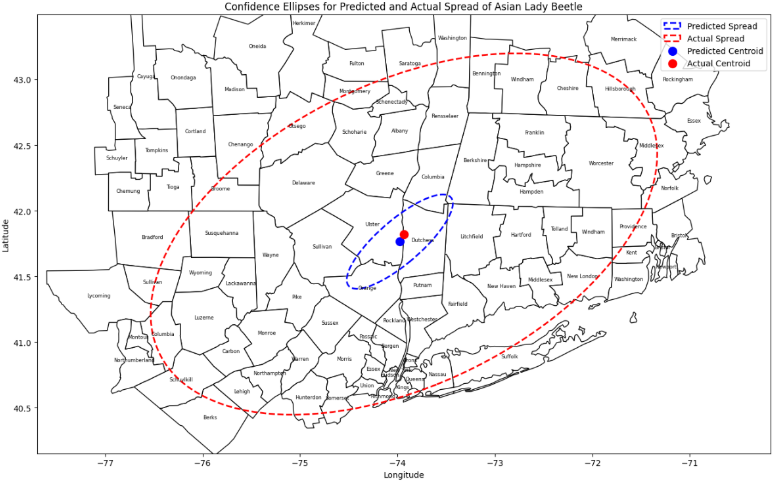 Confidence Ellipses for Predicted and Actual Spread of Asian Lady Beetle
Predicted Spread
Actual Spread
Predicted Centroid
Actual Centroid
Herkimer
Washington
Merrimack
Oneida
Fulton
Saratoga
Bennington
Windham
Cheshire
Hillsborough
Rockingham
Cayuga
Onondaga
Madison
Montgomery
Schenectady
Seneca
Essex
Otsego
Schoharie
Albany
Rensselaer
Cortland
Chenango
Franklin
Middlesex
Schuyler
Tompkins
Greene
Columbia
Berkshire
Hampshire
Worcester
Chemung
Tioga
Broome
Delaware
Hampden
Norfolk
Bradford
Susquehanna
Sullivan
Ulster
Dutchess
Litchfield
Hartford
Tolland
Windham
Providence
Bristol
Kent
Wayne
Wyoming
Lackawanna
Sullivan
Lycoming
Pike
Orange
Putnam
Fairfield
New Haven
Middlesex
New London
Washington
Newport
Luzerne
Columbia
Montour
Northumberland
Monroe
Sussex
Rockland
Westchester
Passaic
Bergen
Carbon
Warren
Morris
Suffolk
Schuylkill
Northampton
Essex
Nassau
Queens
Kings
Lehigh
Union
Hunterdon
Somerset
Richmond
Berks
43.0
42.5
42.0
41.5
41.0
40.5
Latitude
−77
−76
−75
−74
−73
−72
−71
Longitude